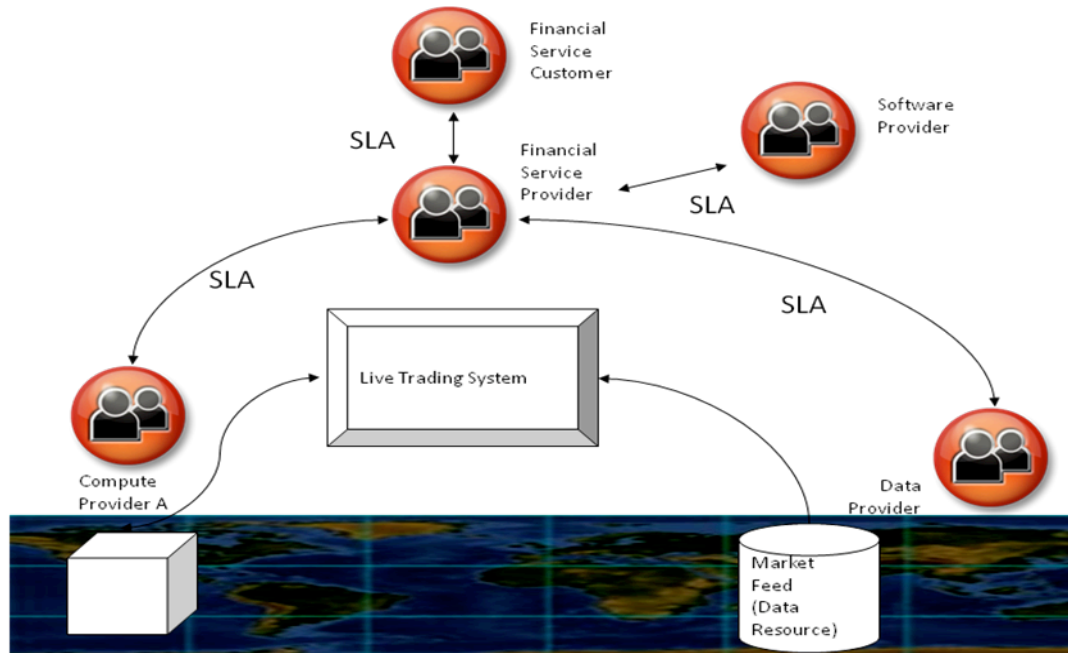 Financial
Service
Customer
Software
Provider
SLA
Financial
Service
Provider
SLA
SLA
SLA
Live Trading System
Compute
Provider A
Data
Provider
Market
Feed
(Data
Resource)